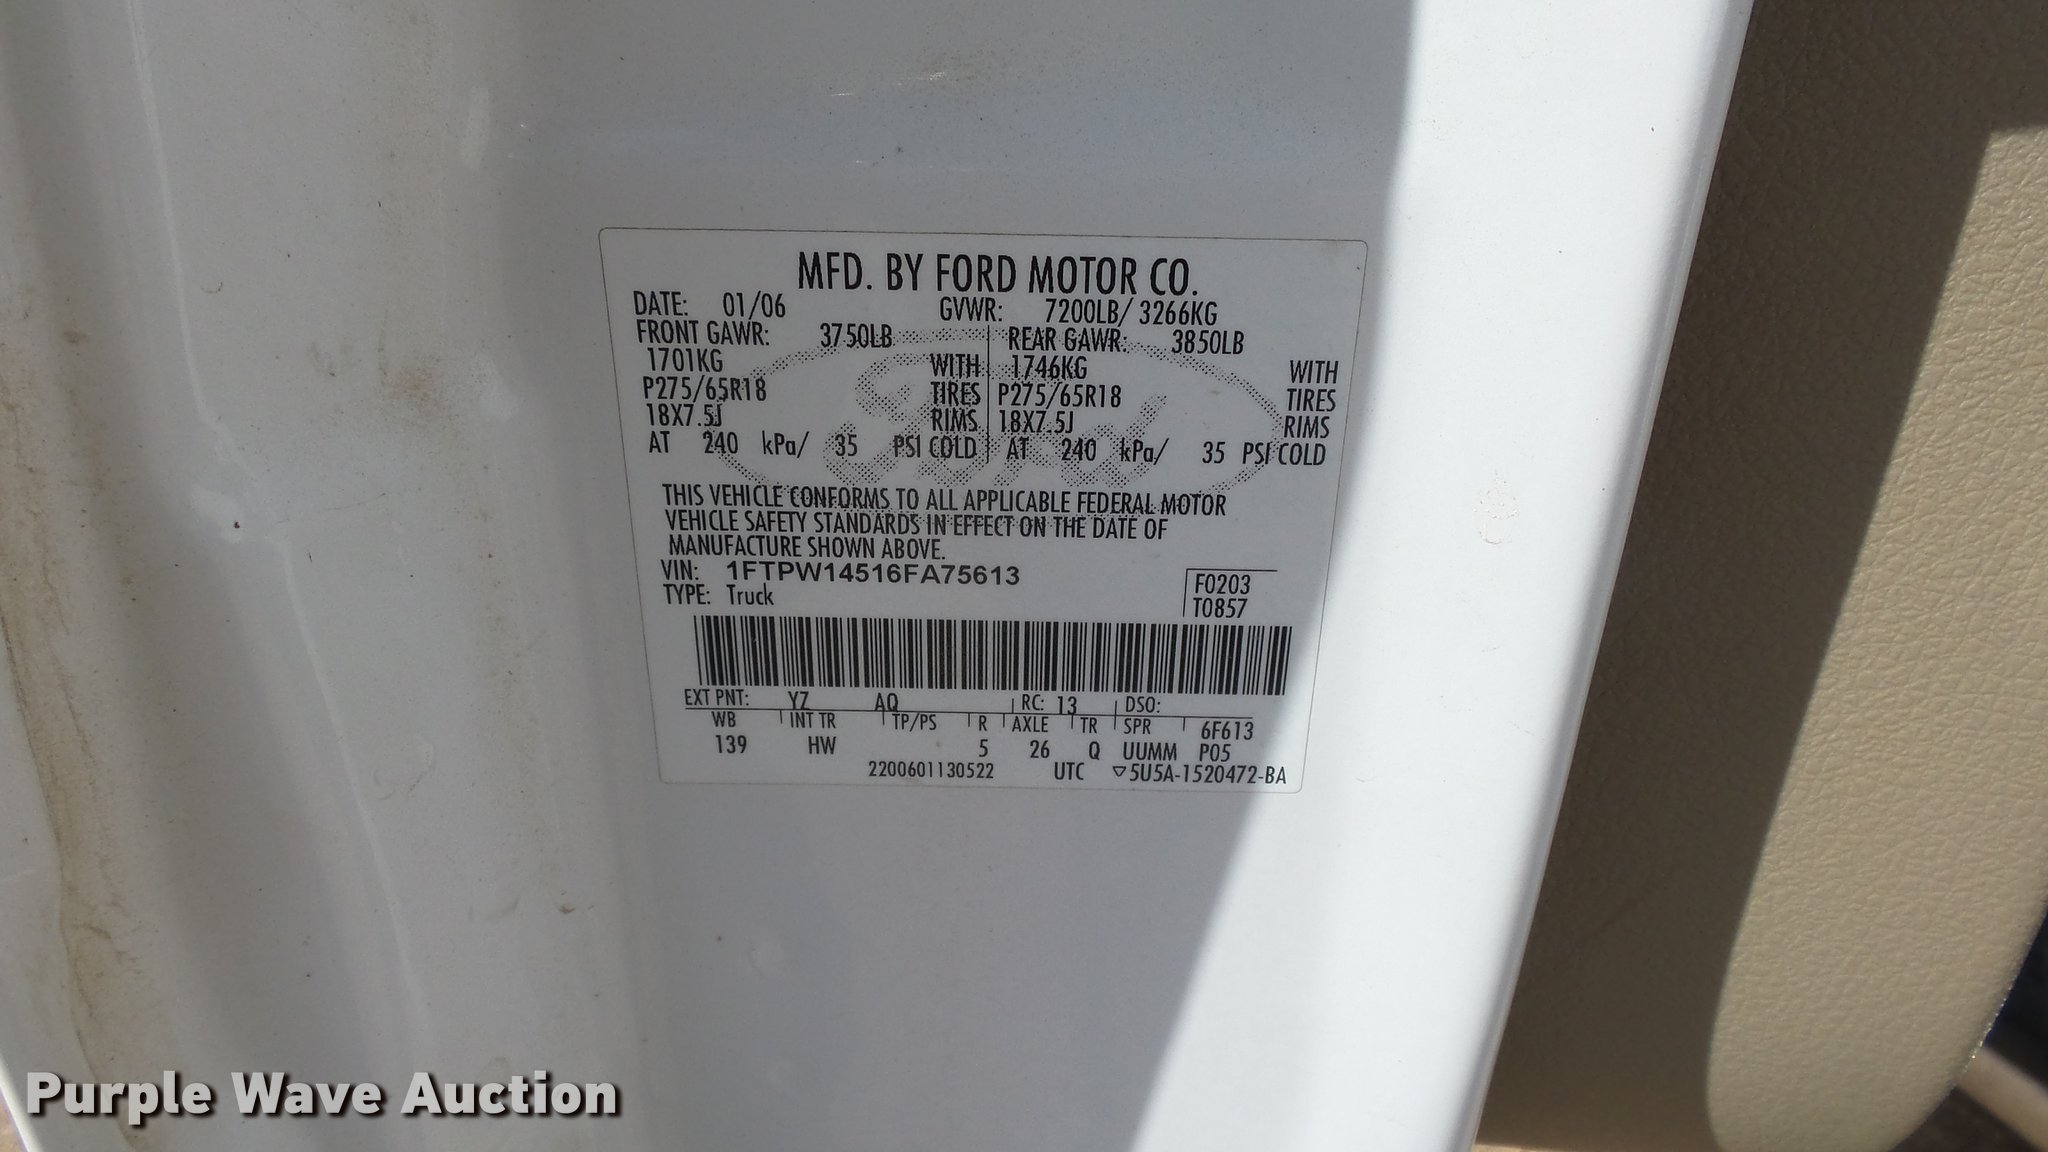 MFD. BY FORD MOTOR CO.
DATE: 01/06 GVWR: 7200LB/ 3266KG
FRONT GAWR: 3750LB REAR GAWR: 3850LB
1701KG WITH 1746KG WITH
P275/65R18 TIRES P275/65R18 TIRES
18X7.5J RIMS 18X7.5J RIMS
AT 240 kPa/ 35 PSI COLD AT 240 kPa/ 35 PSI COLD
Ford
THIS VEHICLE CONFORMS TO ALL APPLICABLE FEDERAL MOTOR
VEHICLE SAFETY STANDARDS IN EFFECT ON THE DATE OF
MANUFACTURE SHOWN ABOVE.
VIN: 1FTPW14516FA75613
F0203
TYPE: Truck
T0857
EXT PNT: YZ AQ RC: 13 DSO:
WB INT TR TP/PS R AXLE TR SPR 6F613
139 HW 5 26 Q UUMM P05
2200601130522 UTC ▽5U5A-1520472-BA
Purple Wave Auction